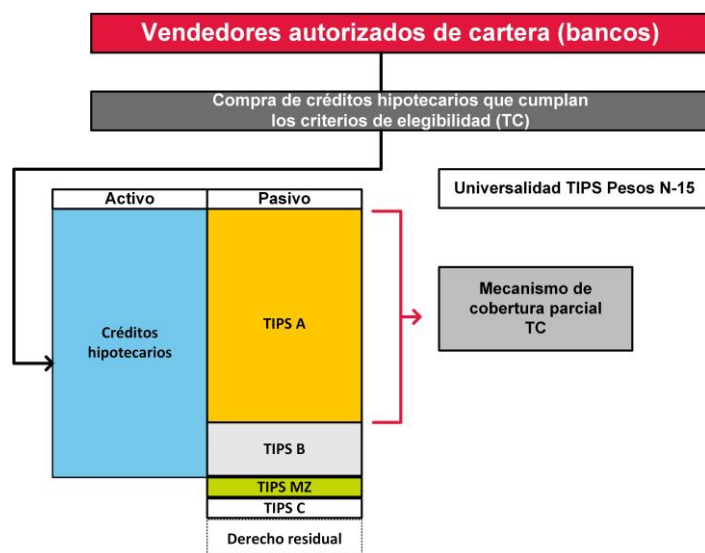 Vendedores autorizados de cartera (bancos)
Compra de créditos hipotecarios que cumplan
los criterios de elegibilidad (TC)
Universalidad TIPS Pesos N-15
Activo
Pasivo
Créditos
hipotecarios
TIPS A
Mecanismo de
cobertura parcial
TC
TIPS B
TIPS MZ
TIPS C
Derecho residual